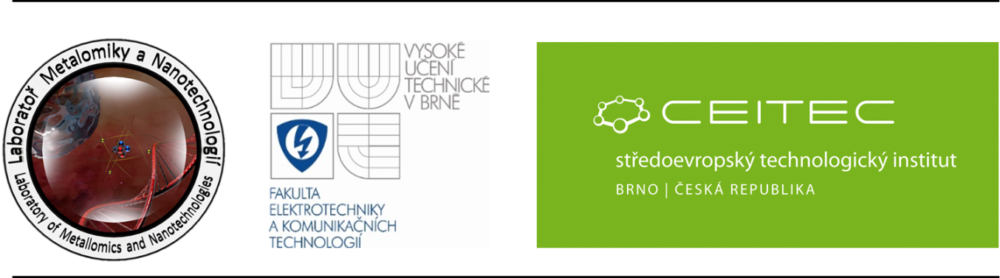 Laboratoř Metalomiky a Nanotechnologií
Laboratory of Metallomics and Nanotechnologies
VYSOKÉ
UČENÍ
TECHNICKÉ
V BRNĚ
FAKULTA
ELEKTROTECHNIKY
A KOMUNIKAČNÍCH
TECHNOLOGIÍ
CEITEC
středoevropský technologický institut
BRNO | ČESKÁ REPUBLIKA